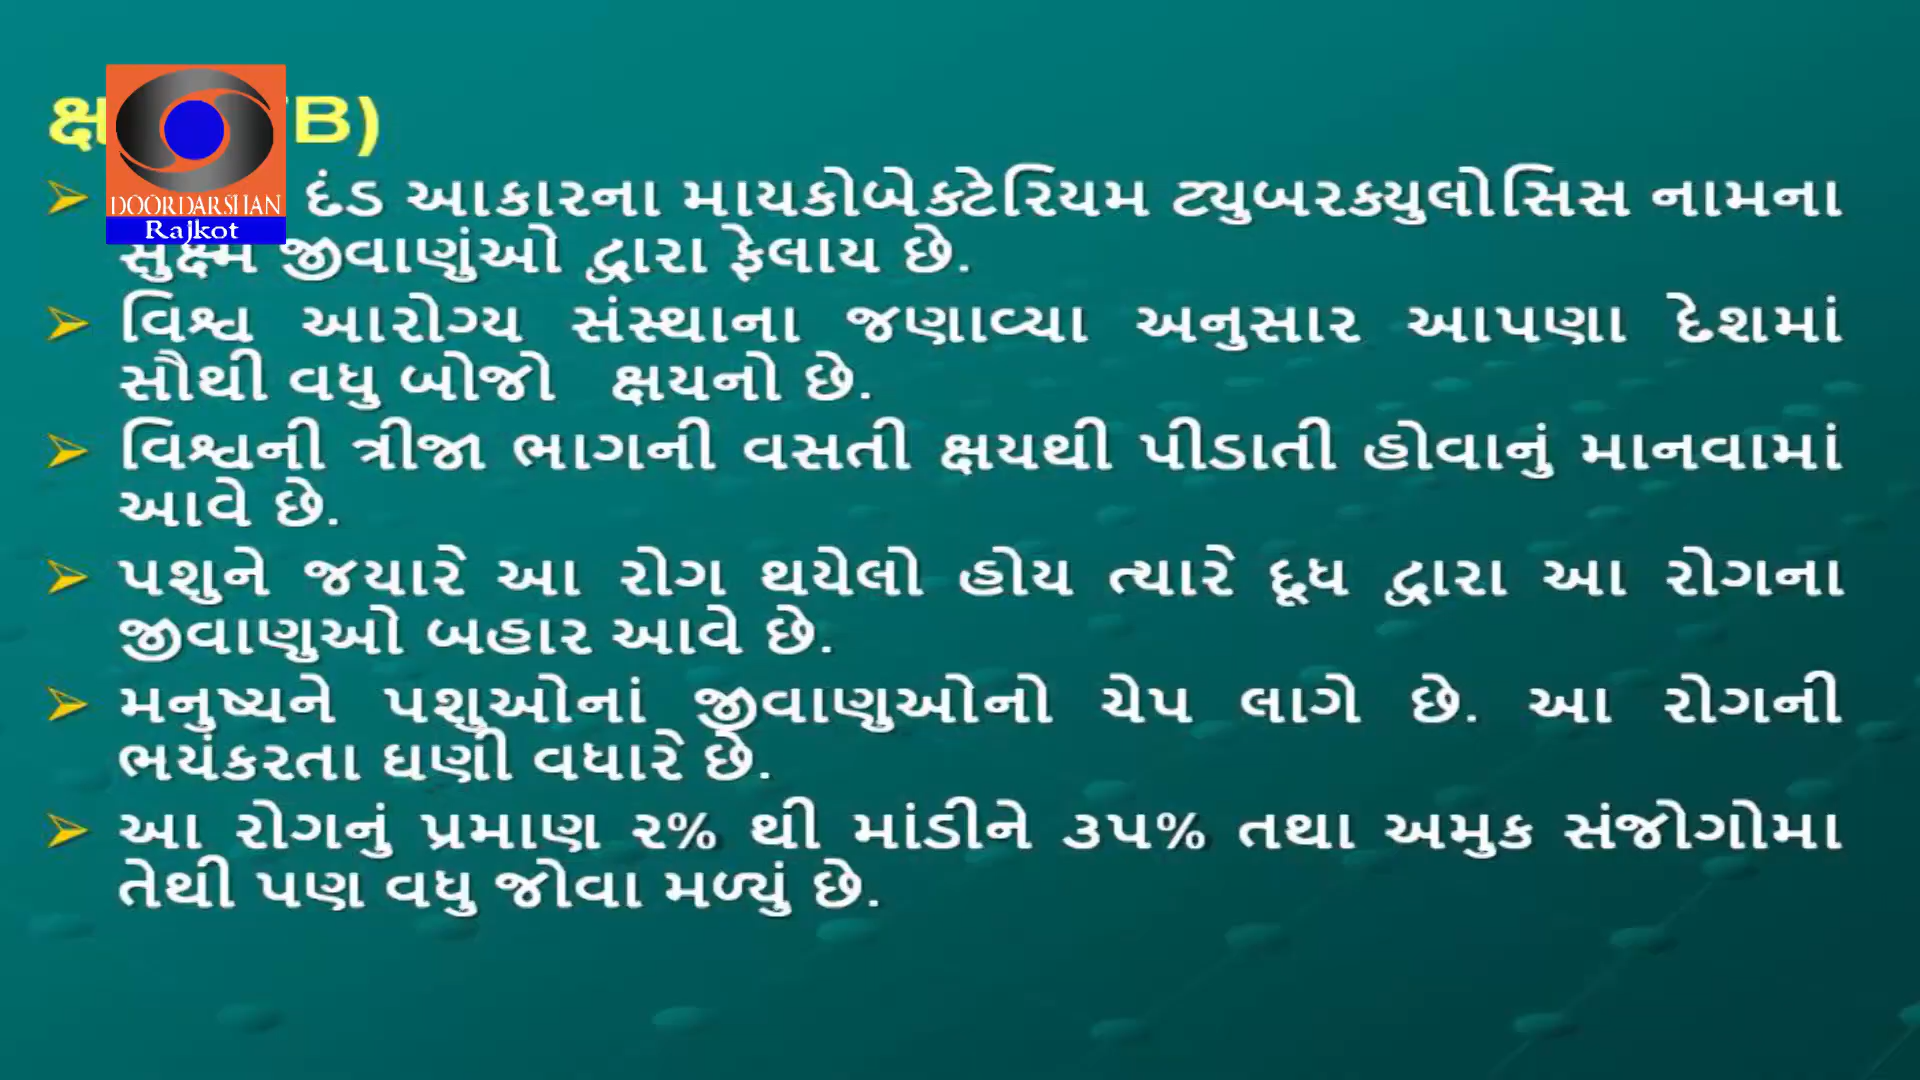 B)
DOORDARSHAN
Rajkot
દંડ આકારના માયકોબેક્ટેરિયમ ટ્યુબરક્યુલોસિસ નામના
સુક્ષ્મ જીવાણુંઓ દ્વારા ફેલાય છે.
વિશ્વ આરોગ્ય સંસ્થાના જણાવ્યા અનુસાર આપણા દેશમાં
સૌથી વધુ બોજો ક્ષયનો છે.
વિશ્વની ત્રીજા ભાગની વસતી ક્ષયથી પીડાતી હોવાનું માનવામાં
આવે છે.
પશુને જયારે આ રોગ થયેલો હોય ત્યારે દૂધ દ્વારા આ રોગના
જીવાણુઓ બહાર આવે છે.
મનુષ્યને પશુઓનાં જીવાણુઓનો ચેપ લાગે છે. આ રોગની
ભયંકરતા ઘણી વધારે છે.
આ રોગનું પ્રમાણ ૨% થી માંડીને ૩૫% તથા અમુક સંજોગોમા
તેથી પણ વધુ જોવા મળ્યું છે.